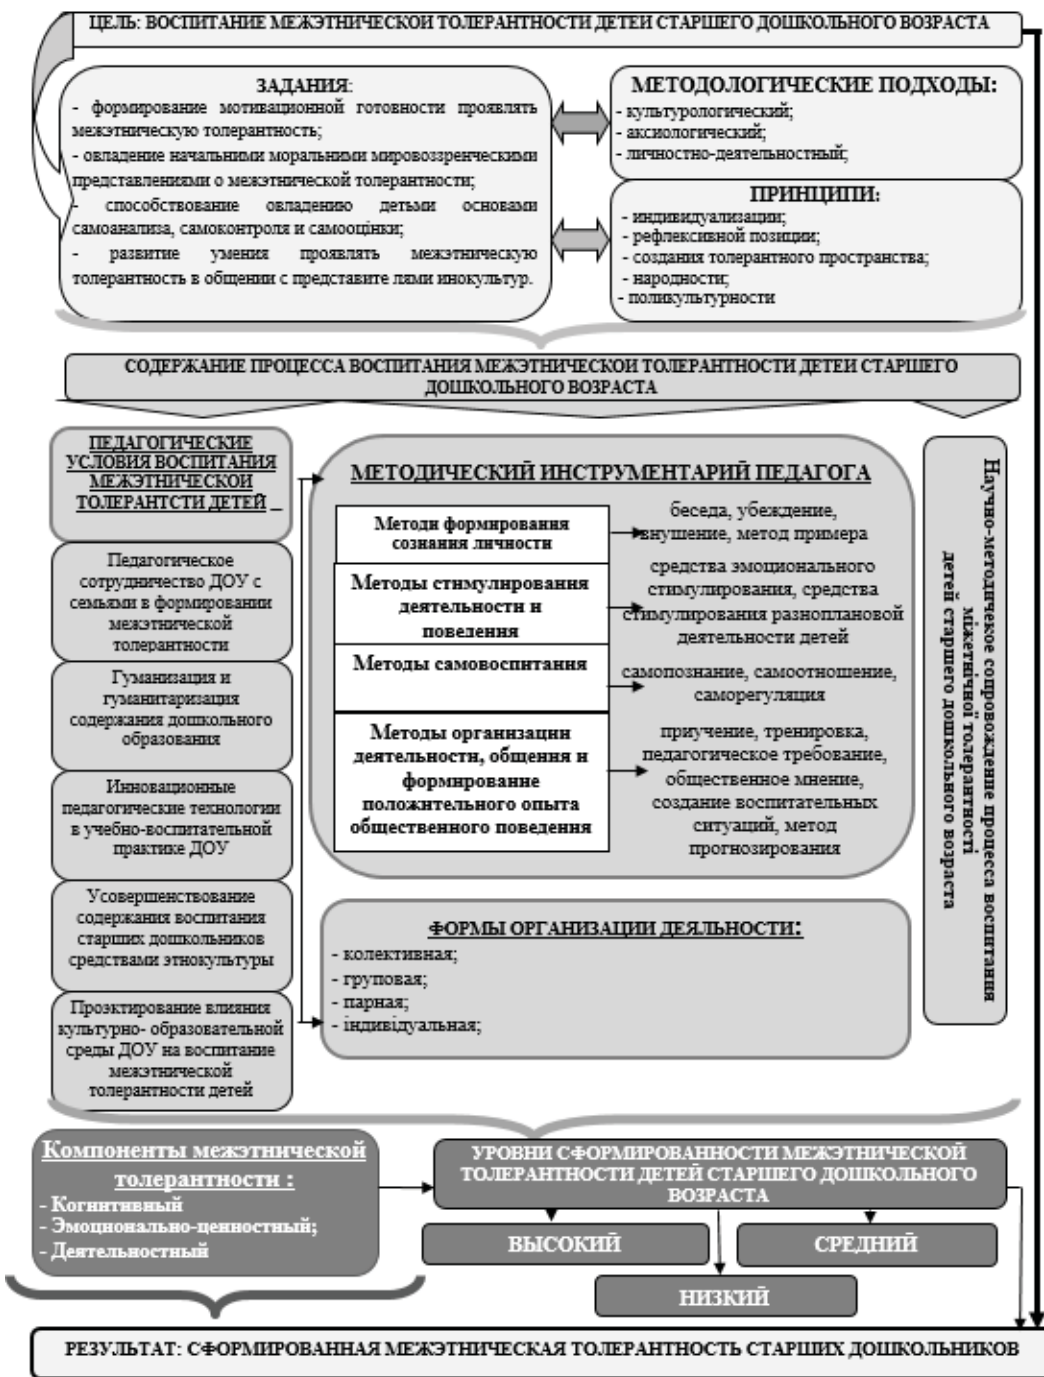 ЦЕЛЬ: ВОСПИТАНИЕ МЕЖЭТНИЧЕСКОЙ ТОЛЕРАНТНОСТИ ДЕТЕЙ СТАРШЕГО ДОШКОЛЬНОГО ВОЗРАСТА
ЗАДАНИЯ:
- формирование мотивационной готовности проявлять
межэтническую толерантность;
- овладение начальними моральними мировоззренческими
представлениями о межэтнической толерантности;
- способствование овладению детьми основами
самоанализа, самоконтроля и самооцінки;
- развитие умения проявлять межэтническую
толерантность в общении с представите лями инокультур.
МЕТОДОЛОГИЧЕСКИЕ ПОДХОДЫ:
- культурологический;
- аксиологический;
- личностно-деятельностный;
ПРИНЦИПИ:
- индивидуализации;
- рефлексивной позиции;
- создания толерантного пространства;
- народности;
- поликультурности
СОДЕРЖАНИЕ ПРОЦЕССА ВОСПИТАНИЯ МЕЖЭТНИЧЕСКОИ ТОЛЕРАНТНОСТИ ДЕТЕИ СТАРШЕГО
ДОШКОЛЬНОГО ВОЗРАСТА
ПЕДАГОГИЧЕСКИЕ
УСЛОВИЯ ВОСПИТАНИЯ
МЕЖЭТНИЧЕСКОЙ
ТОЛЕРАНТСТИ ДЕТЕЙ _
Педагогическое
сотрудничество ДОУ с
семьями в формировании
межэтнической
толерантности
Гуманизация и
гуманитаризация
содержания дошкольного
образования
Инновационные
педагогические технологии
в учебно-воспитательной
практике ДОУ
Усовершенствование
содержания воспитания
старших дошкольников
средствами этнокультуры
Проэктирование влияния
культурно- образовательной
среды ДОУ на воспитание
межэтнической
толерантности детей
МЕТОДИЧЕСКИЙ ИНСТРУМЕНТАРИЙ ПЕДАГОГА
Методи формирования
сознания личности
беседа, убеждение,
внушение, метод примера
Методы стимулирования
деятельности и
поведения
средства эмоционального
стимулирования, средства
стимулирования разноплановой
деятельности детей
Методы самовоспитания
самопознание, самоотношение,
саморегуляция
Методы организации
деятельности, общения и
формирование
положительного опыта
общественного поведения
приучение, тренировка,
педагогическое требование,
общественное мнение,
создание воспитательных
ситуаций, метод
прогнозирования
ФОРМЫ ОРГАНИЗАЦИИ ДЕЯЛЬНОСТИ:
- колективная;
- груповая;
- парная;
- індивідуальная;
Научно-методичекое сопровождение процесса воспитания
міжетнічної толерантності
детей старшего дошкольного возраста
Компоненты межэтнической
толерантности :
- Когнитивный
- Эмоционально-ценностный;
- Деятельностный
УРОВНИ СФОРМИРОВАННОСТИ МЕЖЭТНИЧЕСКОЙ
ТОЛЕРАНТНОСТИ ДЕТЕЙ СТАРШЕГО ДОШКОЛЬНОГО
ВОЗРАСТА
ВЫСОКИЙ
СРЕДНИЙ
НИЗКИЙ
РЕЗУЛЬТАТ: СФОРМИРОВАННАЯ МЕЖЭТНИЧЕСКАЯ ТОЛЕРАНТНОСТЬ СТАРШИХ ДОШКОЛЬНИКОВ